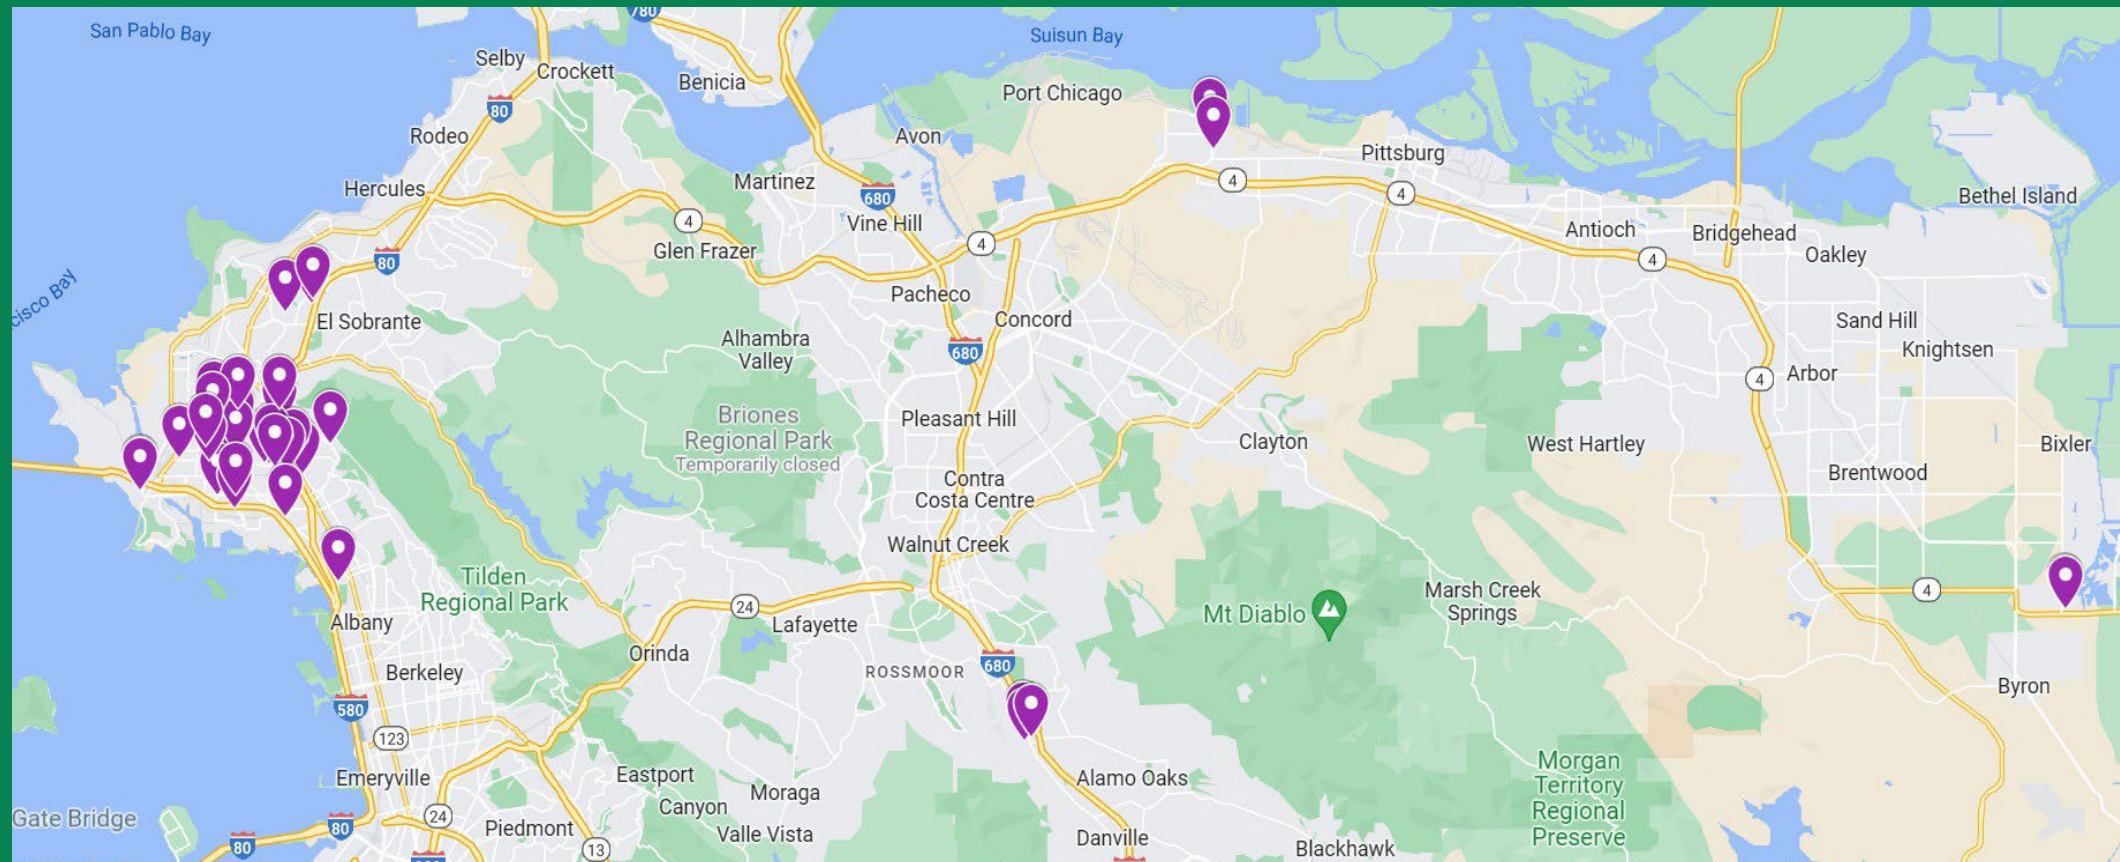 San Pablo Bay
Suisun Bay
780
Selby
Crockett
Benicia
Port Chicago
80
Rodeo
Avon
Pittsburg
Hercules
Martinez
680
4
4
Bethel Island
4
Vine Hill
Glen Frazer
4
Antioch
Bridgehead
Oakley
4
80
cisco Bay
El Sobrante
Pacheco
Concord
Alhambra
Valley
680
Sand Hill
Knightsen
4
Arbor
Briones
Regional Park
Temporarily closed
Pleasant Hill
Clayton
West Hartley
Bixler
Contra
Costa Centre
Brentwood
Walnut Creek
Tilden
Regional Park
Marsh Creek
Springs
4
Mt Diablo
24
Albany
Lafayette
Orinda
Berkeley
ROSSMOOR
680
Byron
580
123
Emeryville
Eastport
Canyon
Moraga
Alamo Oaks
Morgan
Territory
Regional
Preserve
Gate Bridge
80
80
24
Piedmont
13
Valle Vista
Danville
Blackhawk